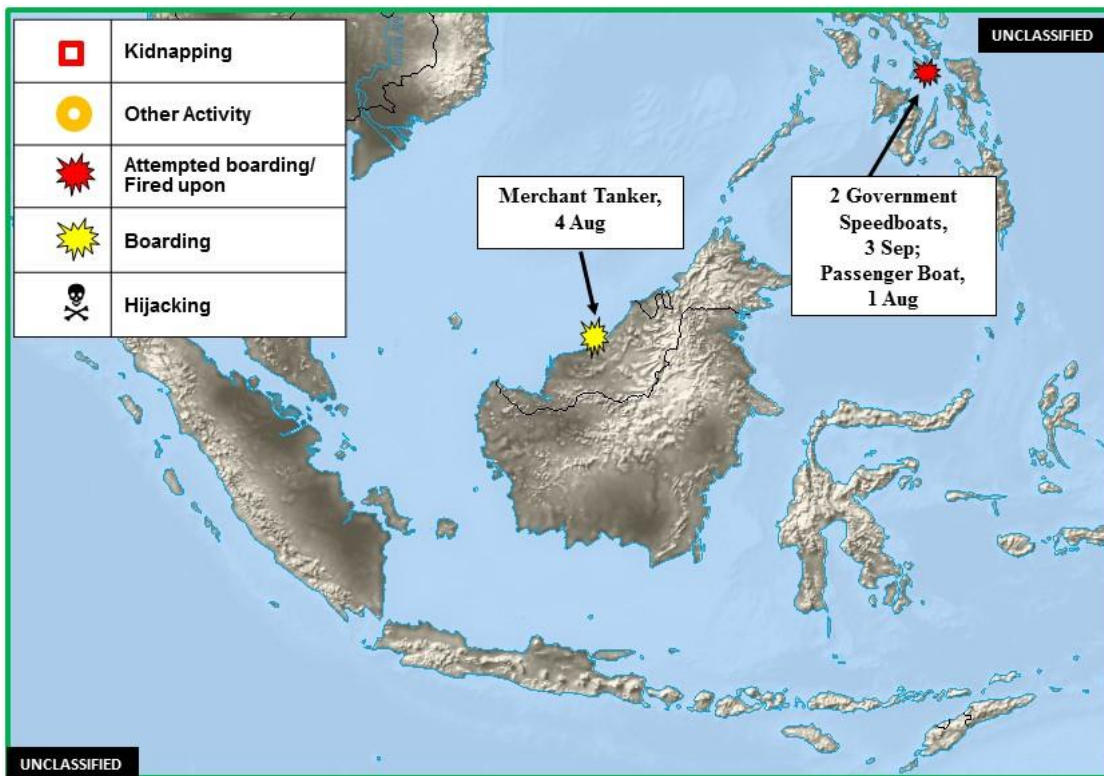 UNCLASSIFIED
Kidnapping
Other Activity
Attempted boarding/
Fired upon
Boarding
Hijacking
Merchant Tanker,
4 Aug
2 Government
Speedboats,
3 Sep;
Passenger Boat,
1 Aug
UNCLASSIFIED